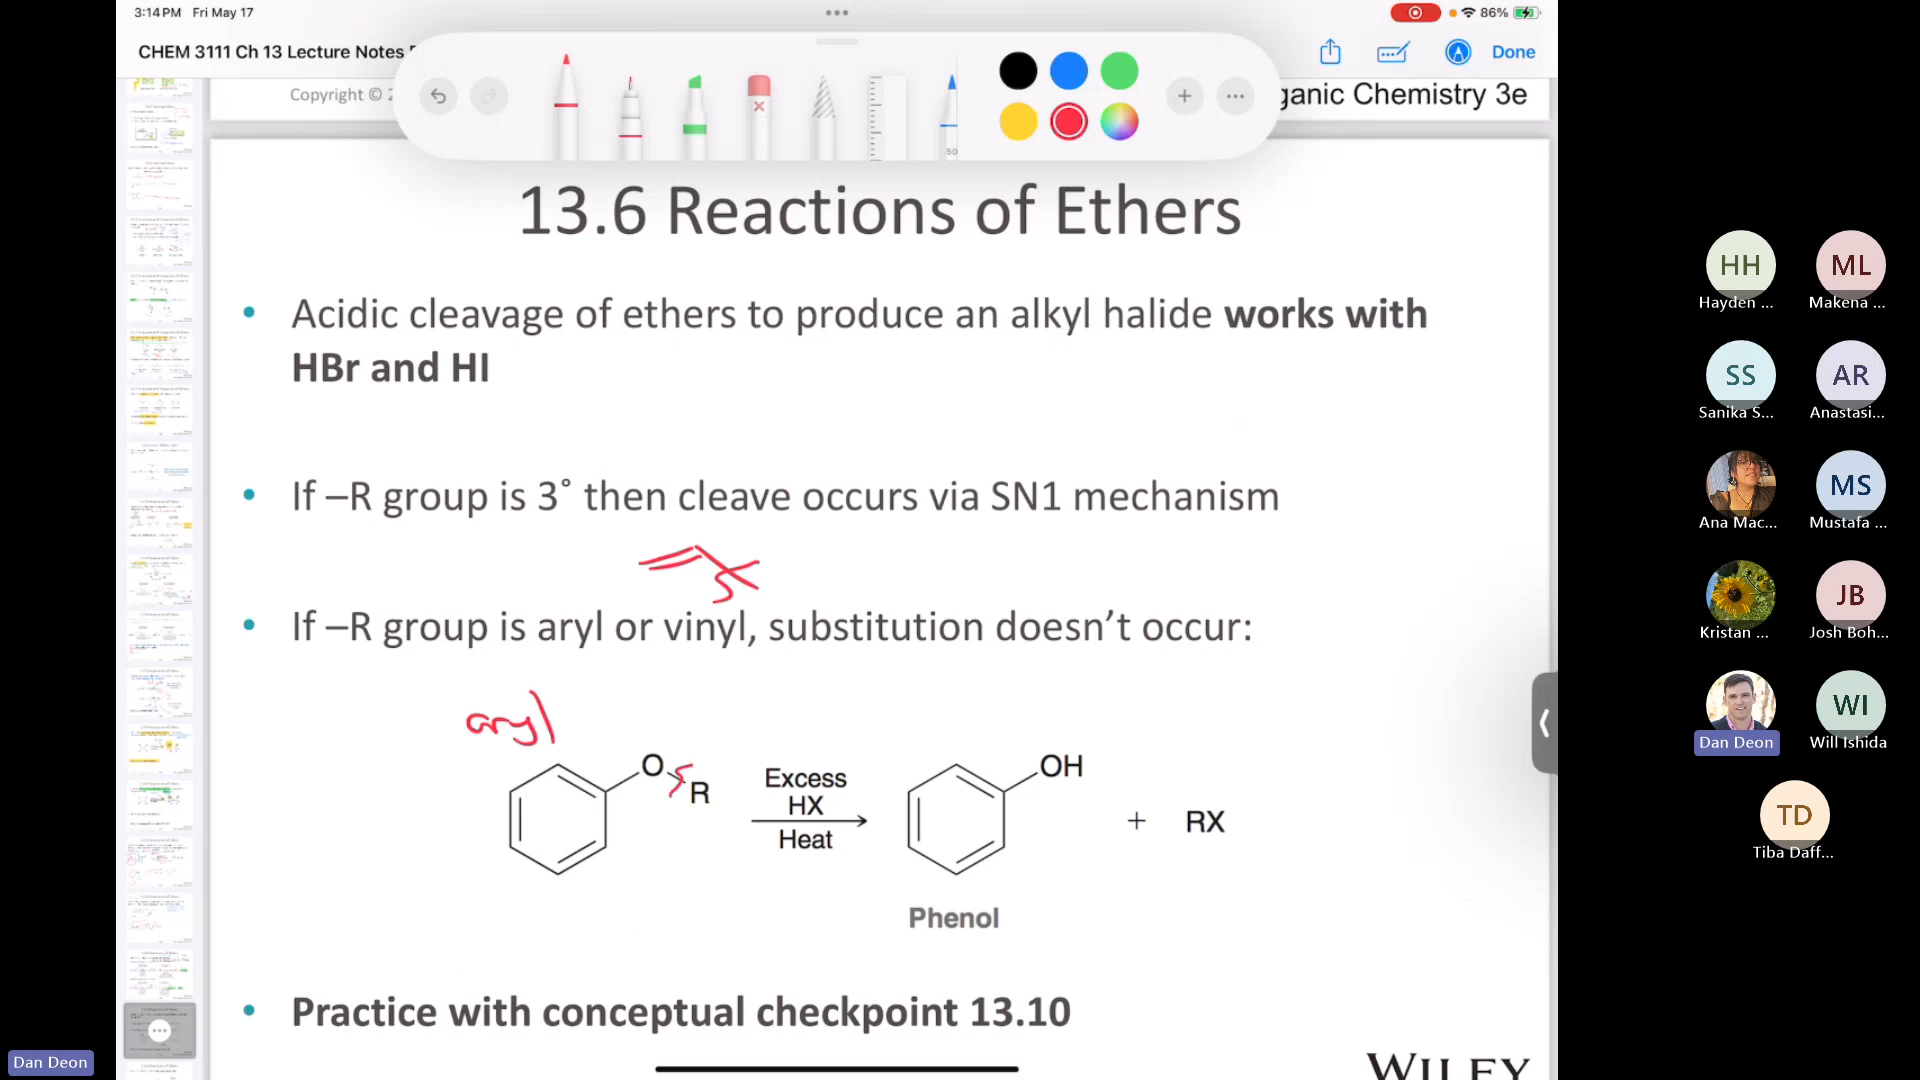 3:14 PM Fri May 17
86%
CHEM 3111 Ch 13 Lecture Notes
Done
50
Copyright © 2
ganic Chemistry 3e
13.6 Reactions of Ethers
• Acidic cleavage of ethers to produce an alkyl halide works with
HBr and HI
• If –R group is 3° then cleave occurs via SN1 mechanism
• If –R group is aryl or vinyl, substitution doesn’t occur:
aryl
O
R
Excess
HX
Heat
OH
+ RX
Phenol
• Practice with conceptual checkpoint 13.10
WILEY
HH
Hayden ...
ML
Makena ...
SS
Sanika S...
AR
Anastasi...
Ana Mac...
MS
Mustafa ...
Kristan ...
JB
Josh Boh...
Dan Deon
WI
Will Ishida
TD
Tiba Daff...
Dan Deon